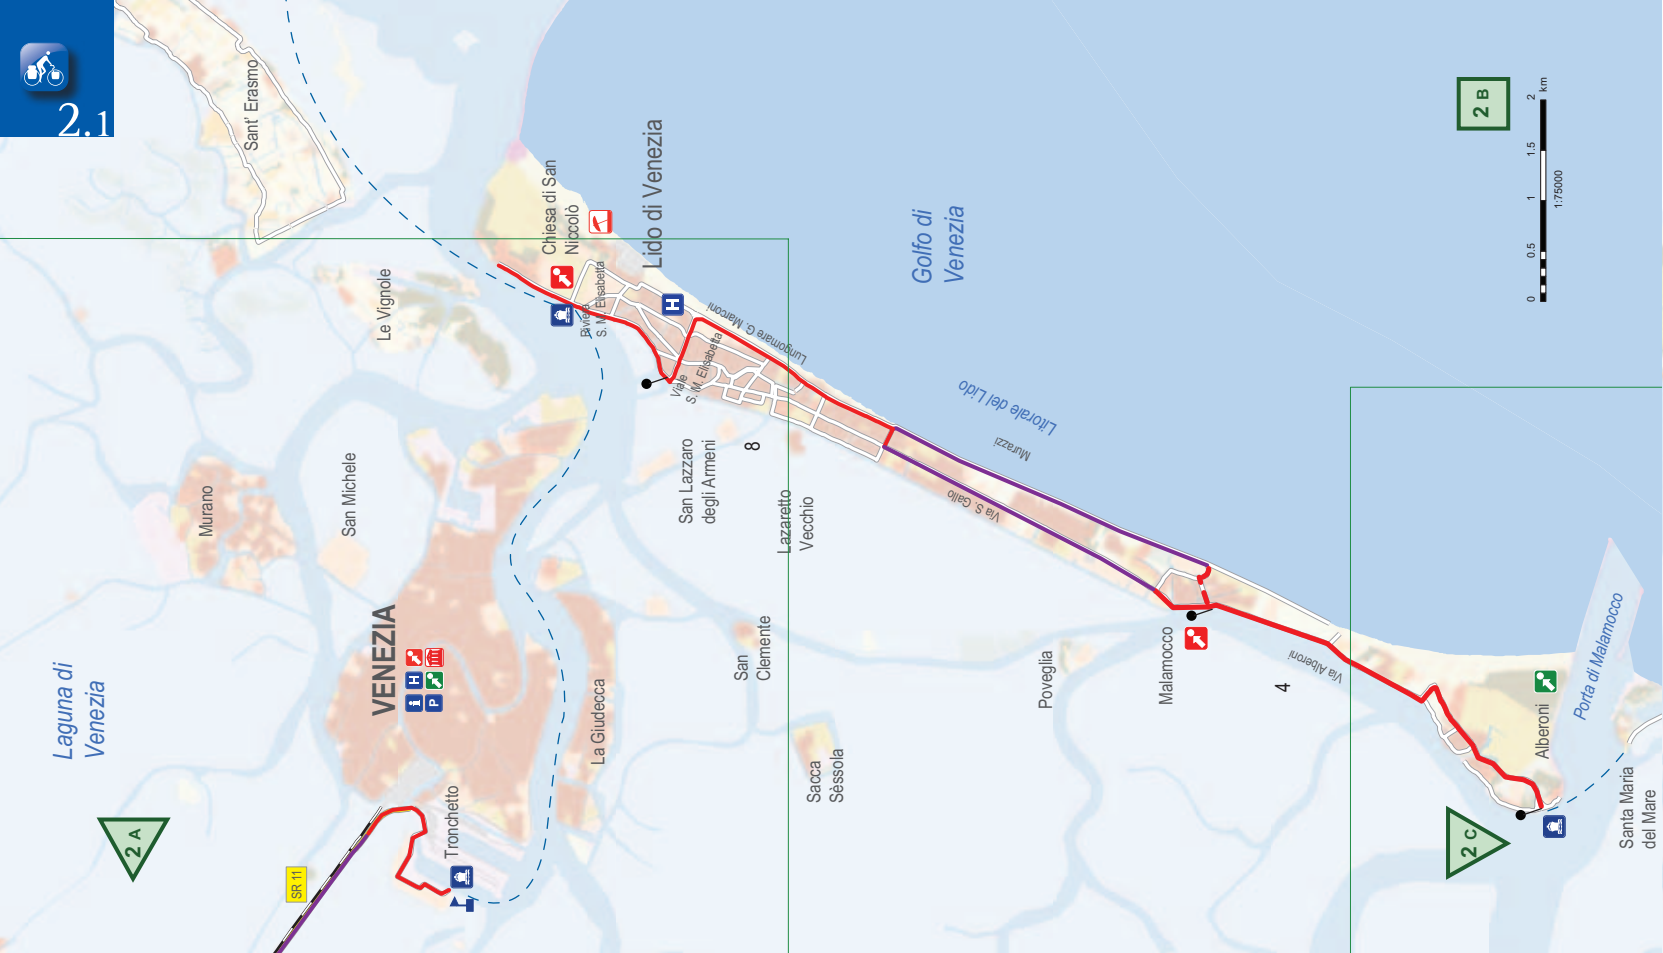 2.1
Sant' Erasmo
Chiesa di San
Niccolò
Lido di Venezia
Le Vignole
Riviera
S. M. Elisabetta
H
Lungomare G. Marconi
Viale
S. M. Elisabetta
Golfo di
Venezia
Litorale del Lido
Murazzi
2 B
0
0.5
1
1.5
2
km
1:75000
Murano
San Michele
San Lazzaro
degli Armeni
8
Lazzaretto
Vecchio
Via S. Gallo
VENEZIA
i
H
P
Laguna di
Venezia
La Giudecca
San
Clemente
Poveglia
Malamocco
4
Via Alberoni
Porta di Malamocco
Alberoni
Sacca
Sèssola
Tronchetto
SR 11
2 A
2 C
Santa Maria
del Mare